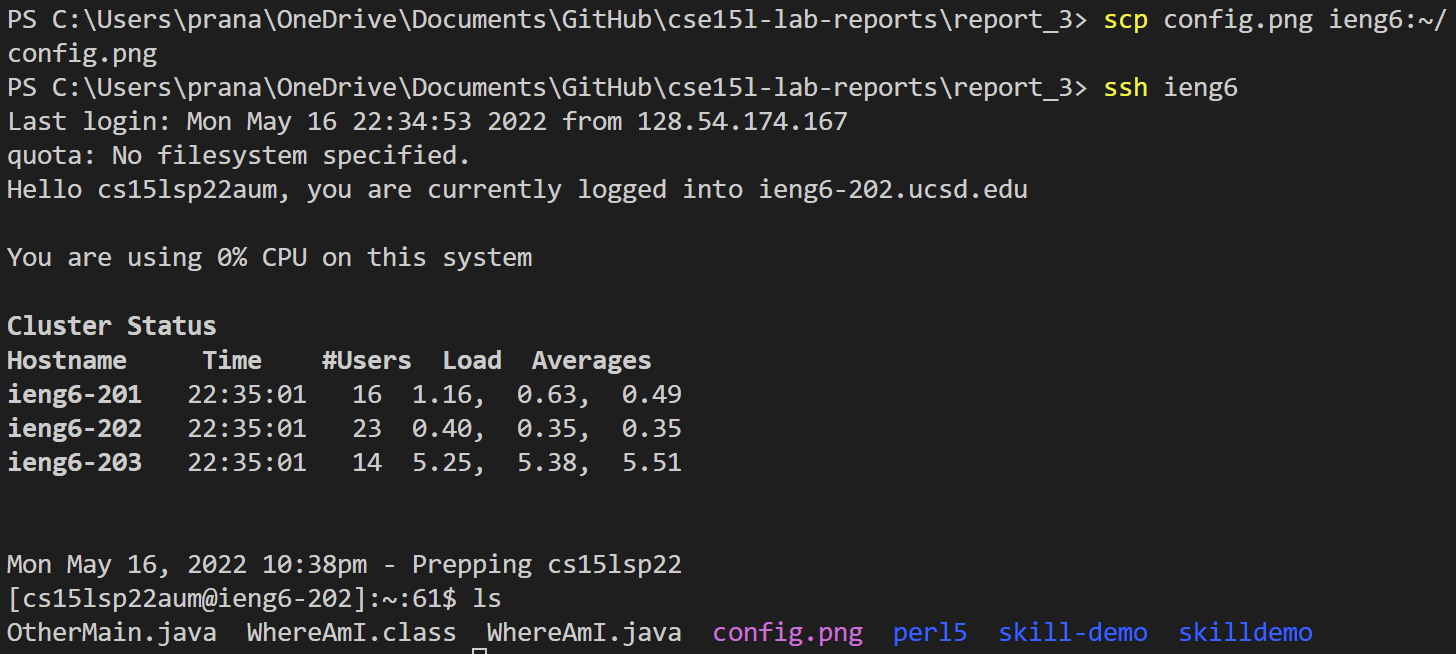 PS C:\Users\prana\OneDrive\Documents\GitHub\cse15l-lab-reports\report_3> scp config.png ieng6:~/
config.png
PS C:\Users\prana\OneDrive\Documents\GitHub\cse15l-lab-reports\report_3> ssh ieng6
Last login: Mon May 16 22:34:53 2022 from 128.54.174.167
quota: No filesystem specified.
Hello cs15lsp22aum, you are currently logged into ieng6-202.ucsd.edu
You are using 0% CPU on this system
Cluster Status
Hostname     Time    #Users  Load  Averages
ieng6-201   22:35:01   16  1.16,  0.63,  0.49
ieng6-202   22:35:01   23  0.40,  0.35,  0.35
ieng6-203   22:35:01   14  5.25,  5.38,  5.51
Mon May 16, 2022 10:38pm - Prepping cs15lsp22
[cs15lsp22aum@ieng6-202]:~:61$ ls
OtherMain.java  WhereAmI.class  WhereAmI.java  config.png  perl5  skill-demo  skilldemo